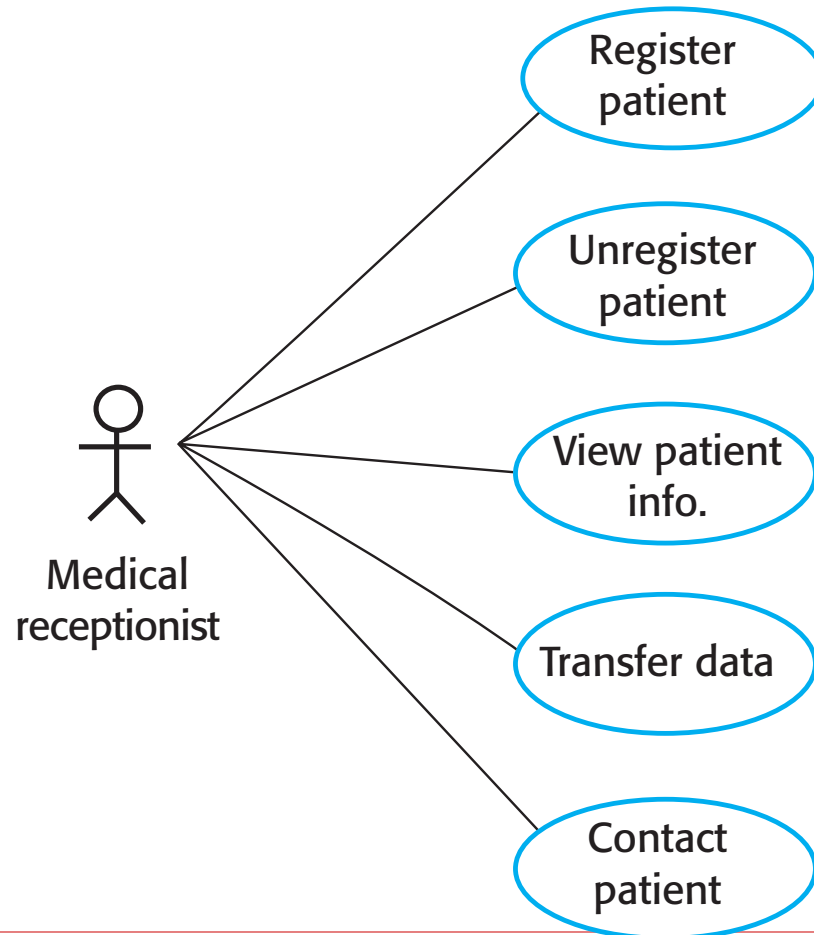 Register
patient
Unregister
patient
View patient
info.
Medical
receptionist
Transfer data
Contact
patient